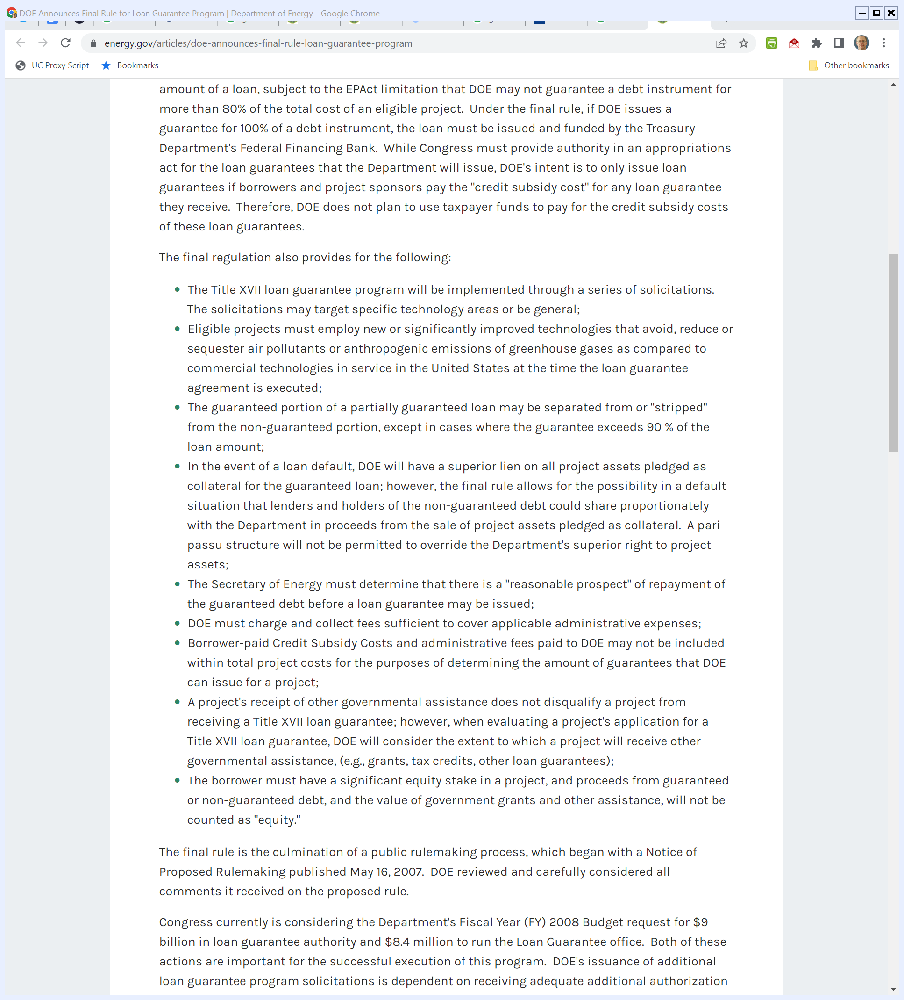 DOE Announces Final Rule for Loan Guarantee Program | Department of Energy - Google Chrome
energy.gov/articles/doe-announces-final-rule-loan-guarantee-program
UC Proxy Script Bookmarks Other bookmarks
amount of a loan, subject to the EPAct limitation that DOE may not guarantee a debt instrument for
more than 80% of the total cost of an eligible project.  Under the final rule, if DOE issues a
guarantee for 100% of a debt instrument, the loan must be issued and funded by the Treasury
Department's Federal Financing Bank.  While Congress must provide authority in an appropriations
act for the loan guarantees that the Department will issue, DOE's intent is to only issue loan
guarantees if borrowers and project sponsors pay the "credit subsidy cost" for any loan guarantee
they receive.  Therefore, DOE does not plan to use taxpayer funds to pay for the credit subsidy costs
of these loan guarantees.
The final regulation also provides for the following:
• The Title XVII loan guarantee program will be implemented through a series of solicitations.
The solicitations may target specific technology areas or be general;
• Eligible projects must employ new or significantly improved technologies that avoid, reduce or
sequester air pollutants or anthropogenic emissions of greenhouse gases as compared to
commercial technologies in service in the United States at the time the loan guarantee
agreement is executed;
• The guaranteed portion of a partially guaranteed loan may be separated from or "stripped"
from the non-guaranteed portion, except in cases where the guarantee exceeds 90 % of the
loan amount;
• In the event of a loan default, DOE will have a superior lien on all project assets pledged as
collateral for the guaranteed loan; however, the final rule allows for the possibility in a default
situation that lenders and holders of the non-guaranteed debt could share proportionately
with the Department in proceeds from the sale of project assets pledged as collateral.  A pari
passu structure will not be permitted to override the Department's superior right to project
assets;
• The Secretary of Energy must determine that there is a "reasonable prospect" of repayment of
the guaranteed debt before a loan guarantee may be issued;
• DOE must charge and collect fees sufficient to cover applicable administrative expenses;
• Borrower-paid Credit Subsidy Costs and administrative fees paid to DOE may not be included
within total project costs for the purposes of determining the amount of guarantees that DOE
can issue for a project;
• A project's receipt of other governmental assistance does not disqualify a project from
receiving a Title XVII loan guarantee; however, when evaluating a project's application for a
Title XVII loan guarantee, DOE will consider the extent to which a project will receive other
governmental assistance, (e.g., grants, tax credits, other loan guarantees);
• The borrower must have a significant equity stake in a project, and proceeds from guaranteed
or non-guaranteed debt, and the value of government grants and other assistance, will not be
counted as "equity."
The final rule is the culmination of a public rulemaking process, which began with a Notice of
Proposed Rulemaking published May 16, 2007.  DOE reviewed and carefully considered all
comments it received on the proposed rule.
Congress currently is considering the Department's Fiscal Year (FY) 2008 Budget request for $9
billion in loan guarantee authority and $8.4 million to run the Loan Guarantee office.  Both of these
actions are important for the successful execution of this program.  DOE's issuance of additional
loan guarantee program solicitations is dependent on receiving adequate additional authorization